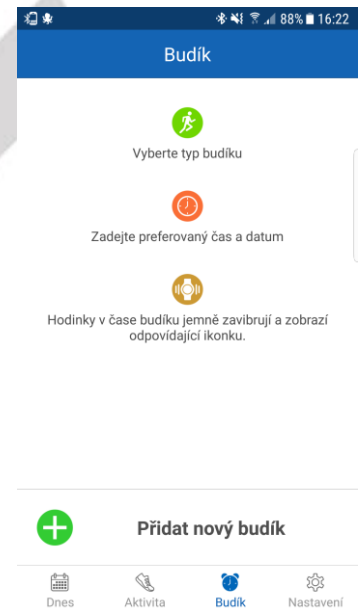 88% 16:22
Budík
Vyberte typ budíku
Zadejte preferovaný čas a datum
Hodinky v čase budíku jemně zavibrují a zobrazí
odpovídající ikonku.
Přidat nový budík
Dnes Aktivita Budík Nastavení